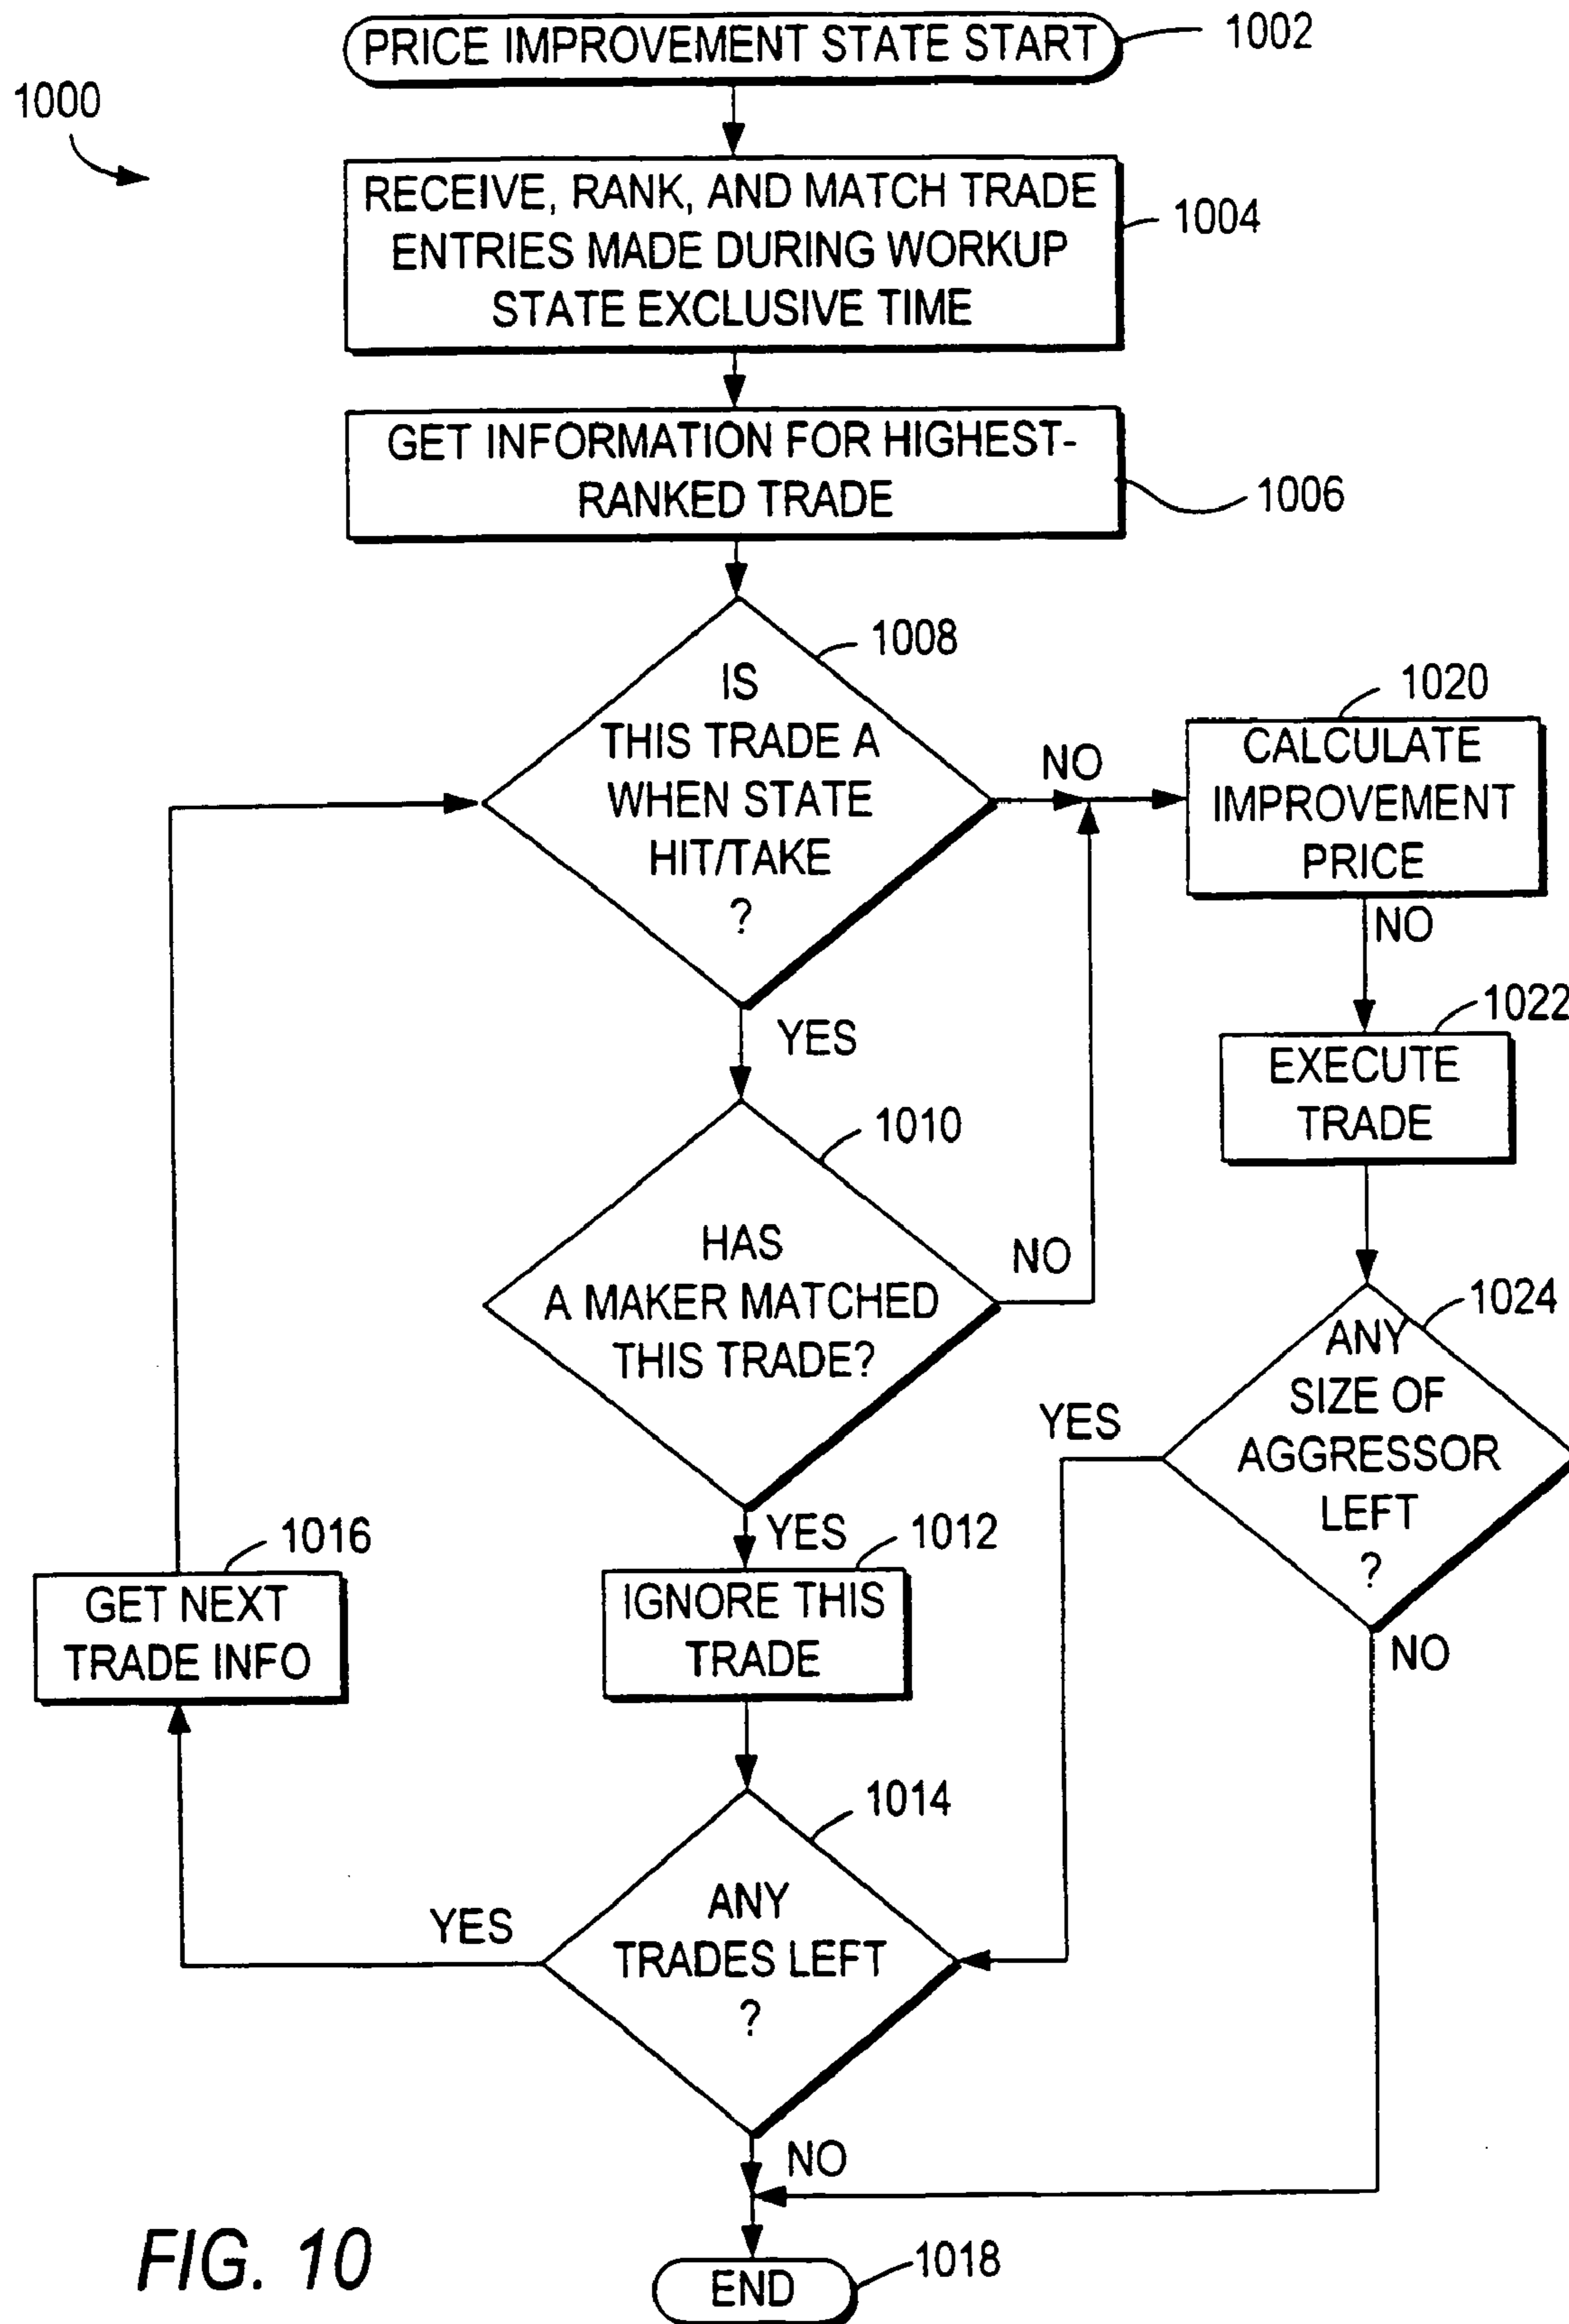 PRICE IMPROVEMENT STATE START
1002
1000
RECEIVE, RANK, AND MATCH TRADE
ENTRIES MADE DURING WORKUP
STATE EXCLUSIVE TIME
1004
GET INFORMATION FOR HIGHEST-
RANKED TRADE
1006
1008
IS
THIS TRADE A
WHEN STATE
HIT/TAKE
?
NO
1020
CALCULATE
IMPROVEMENT
PRICE
NO
YES
1022
EXECUTE
TRADE
1010
HAS
A MAKER MATCHED
THIS TRADE?
NO
1024
ANY
SIZE OF
AGGRESSOR
LEFT
?
YES
NO
YES
1012
IGNORE THIS
TRADE
1016
GET NEXT
TRADE INFO
1014
ANY
TRADES LEFT
?
YES
NO
1018
END
FIG. 10